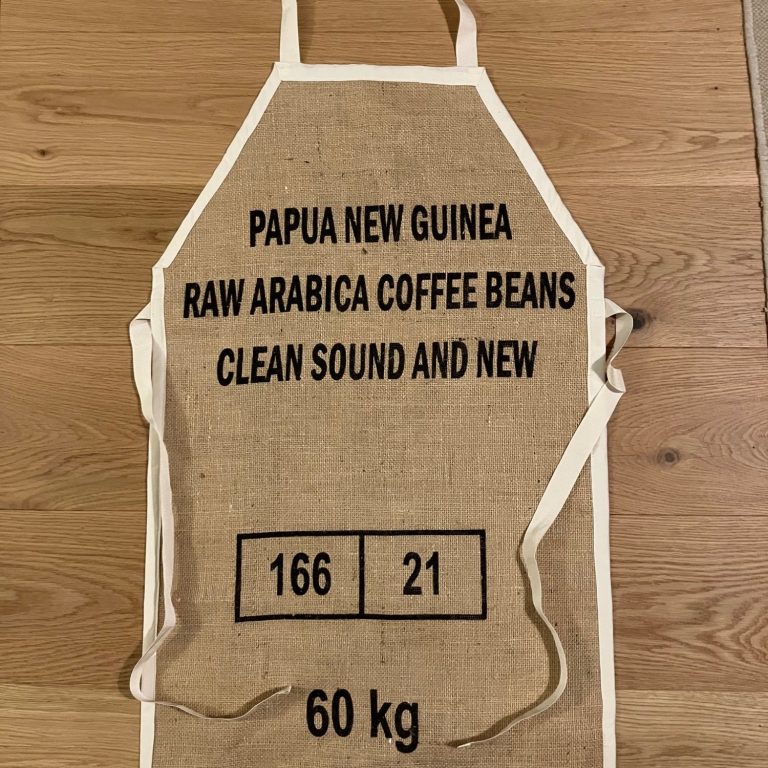 PAPUA NEW GUINEA
RAW ARABICA COFFEE BEANS
CLEAN SOUND AND NEW
166 21
60 kg